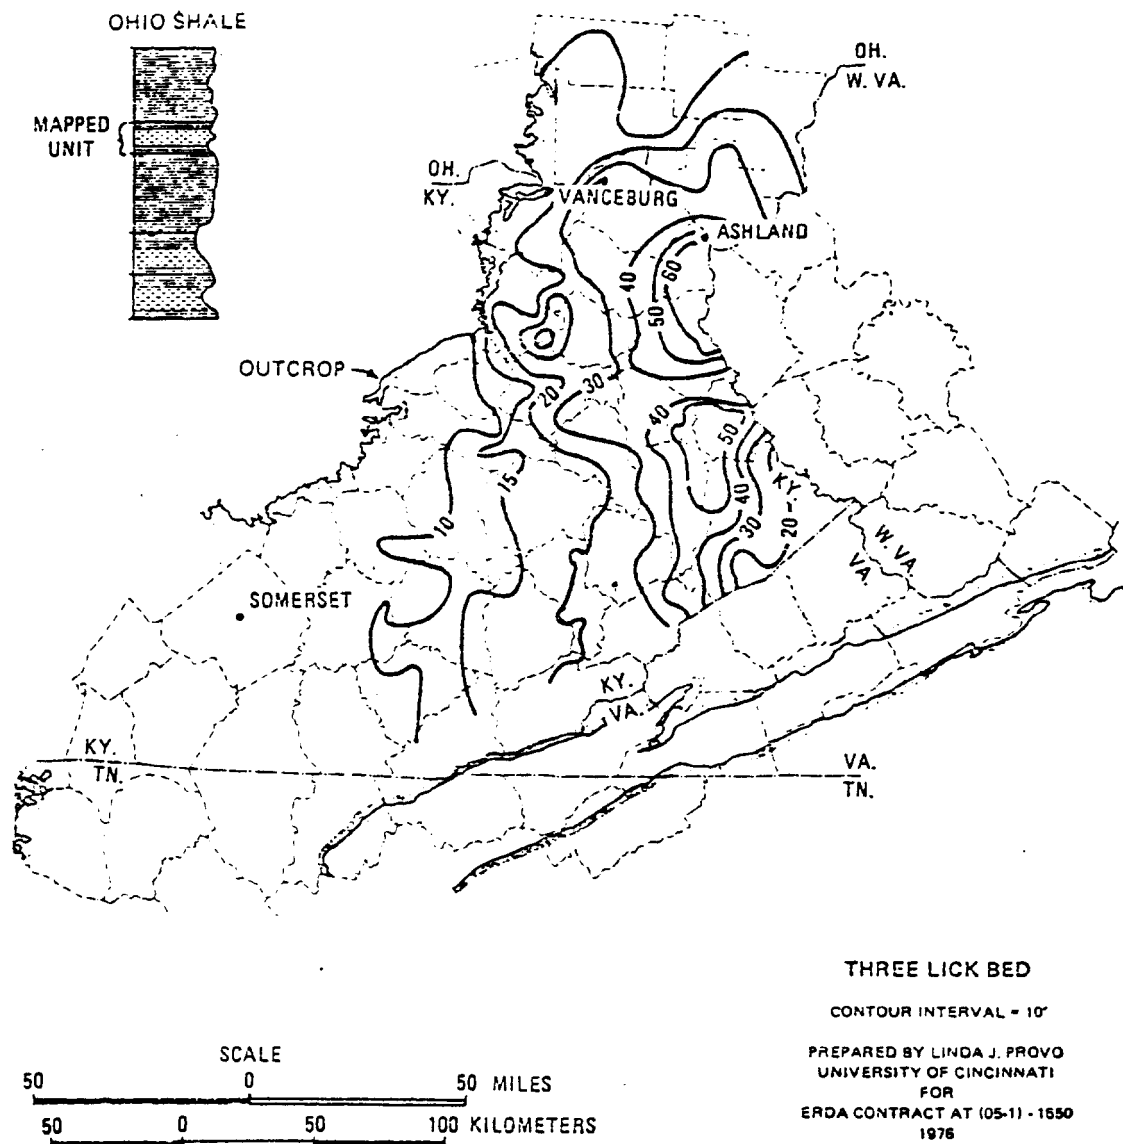 OHIO SHALE
MAPPED
UNIT
OH.
W. VA.
OH.
KY.
VANCEBURG
ASHLAND
40
60
50
OUTCROP
20
30
40
50
15
KY.
10
40
30
20
W. VA.
VA.
SOMERSET
KY.
VA.
KY.
TN.
VA.
TN.
THREE LICK BED
CONTOUR INTERVAL = 10'
PREPARED BY LINDA J. PROVO
UNIVERSITY OF CINCINNATI
FOR
ERDA CONTRACT AT (05-1) - 1550
1976
SCALE
50 0 50 MILES
50 0 50 100 KILOMETERS